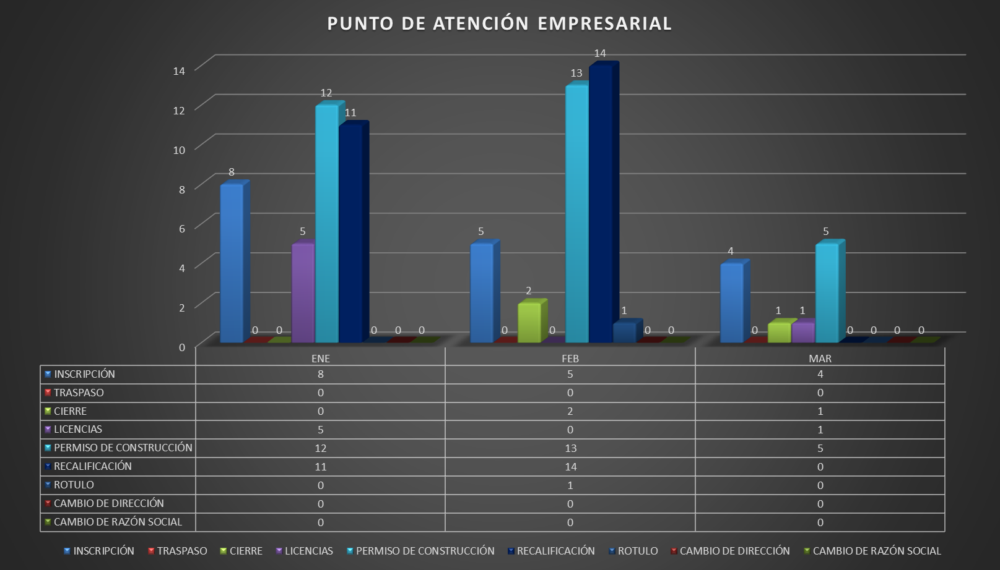 PUNTO DE ATENCIÓN EMPRESARIAL
14
12
10
8
6
4
2
0
8 0 0 5 12 11 0 0 0
5 0 2 0 13 14 1 0 0
4 0 1 1 5 0 0 0 0
ENE FEB MAR
INSCRIPCIÓN 8 5 4
TRASPASO 0 0 0
CIERRE 0 2 1
LICENCIAS 5 0 1
PERMISO DE CONSTRUCCIÓN 12 13 5
RECALIFICACIÓN 11 14 0
ROTULO 0 1 0
CAMBIO DE DIRECCIÓN 0 0 0
CAMBIO DE RAZÓN SOCIAL 0 0 0
INSCRIPCIÓN TRASPASO CIERRE LICENCIAS PERMISO DE CONSTRUCCIÓN RECALIFICACIÓN ROTULO CAMBIO DE DIRECCIÓN CAMBIO DE RAZÓN SOCIAL